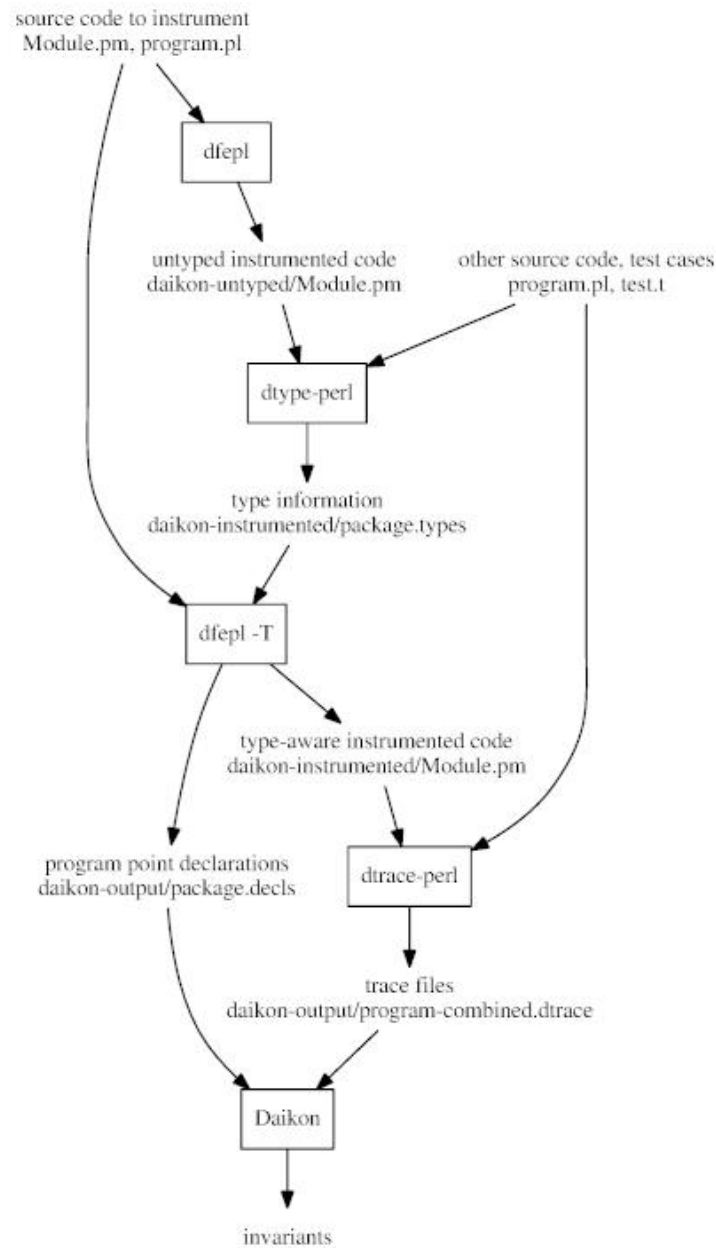 source code to instrument
Module.pm, program.pl
dfepl
untyped instrumented code
daikon-untyped/Module.pm
other source code, test cases
program.pl, test.t
dtype-perl
type information
daikon-instrumented/package.types
dfepl -T
type-aware instrumented code
daikon-instrumented/Module.pm
program point declarations
daikon-output/package.decls
dtrace-perl
trace files
daikon-output/program-combined.dtrace
Daikon
invariants